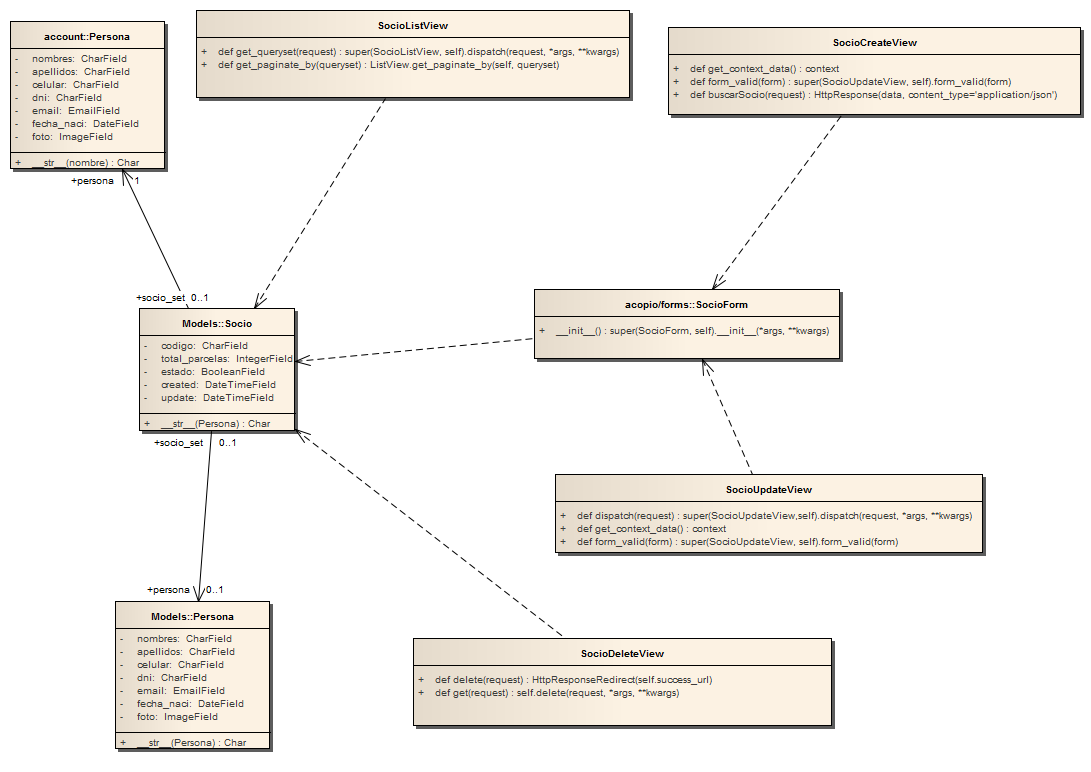 account::Persona
- nombres: CharField
- apellidos: CharField
- celular: CharField
- dni: CharField
- email: EmailField
- fecha_naci: DateField
- foto: ImageField
+ __str__(nombre) : Char
SocioListView
+ def get_queryset(request) : super(SocioListView, self).dispatch(request, *args, **kwargs)
+ def get_paginate_by(queryset) : ListView.get_paginate_by(self, queryset)
SocioCreateView
+ def get_context_data() : context
+ def form_valid(form) : super(SocioUpdateView, self).form_valid(form)
+ def buscarSocio(request) : HttpResponse(data, content_type='application/json')
+persona 1
+socio_set 0..1
Models::Socio
- codigo: CharField
- total_parcelas: IntegerField
- estado: BooleanField
- created: DateTimeField
- update: DateTimeField
+ __str__(Persona) : Char
acopio/forms::SocioForm
+ __init__() : super(SocioForm, self).__init__(*args, **kwargs)
+socio_set 0..1
SocioUpdateView
+ def dispatch(request) : super(SocioUpdateView,self).dispatch(request, *args, **kwargs)
+ def get_context_data() : context
+ def form_valid(form) : super(SocioUpdateView, self).form_valid(form)
+persona 0..1
Models::Persona
- nombres: CharField
- apellidos: CharField
- celular: CharField
- dni: CharField
- email: EmailField
- fecha_naci: DateField
- foto: ImageField
+ __str__(Persona) : Char
SocioDeleteView
+ def delete(request) : HttpResponseRedirect(self.success_url)
+ def get(request) : self.delete(request, *args, **kwargs)